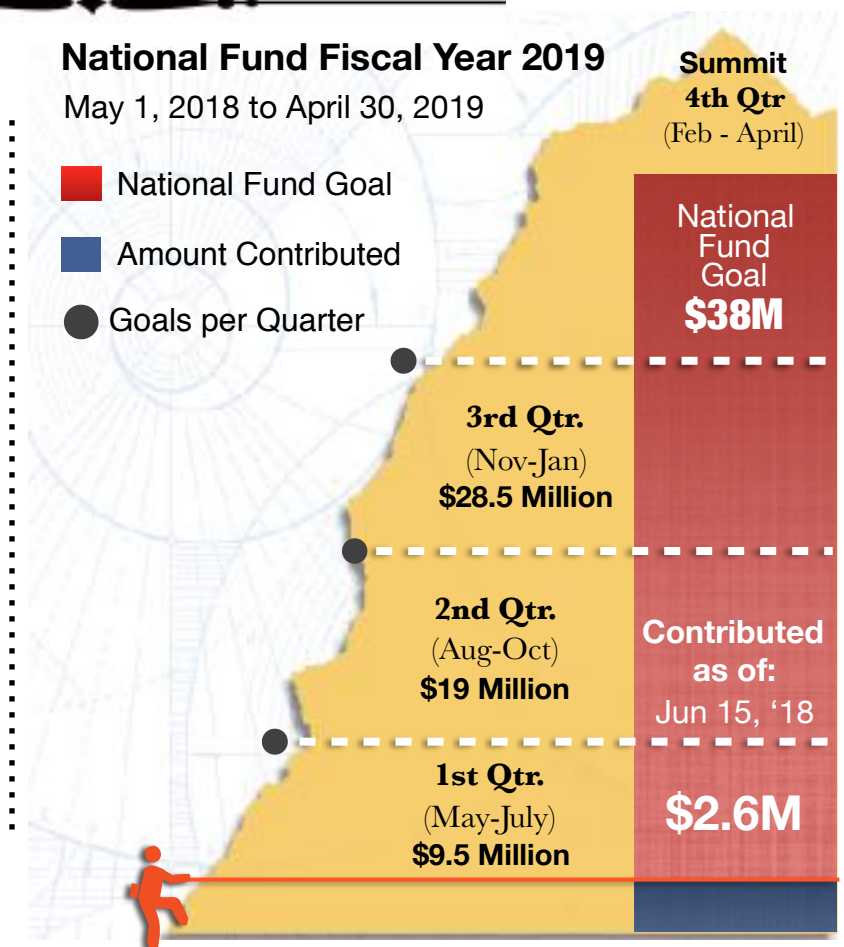 National Fund Fiscal Year 2019
May 1, 2018 to April 30, 2019
National Fund Goal
Amount Contributed
Goals per Quarter
Summit
4th Qtr
(Feb - April)
National
Fund
Goal
$38M
3rd Qtr.
(Nov-Jan)
$28.5 Million
2nd Qtr.
(Aug-Oct)
$19 Million
Contributed
as of:
Jun 15, ‘18
1st Qtr.
(May-July)
$9.5 Million
$2.6M